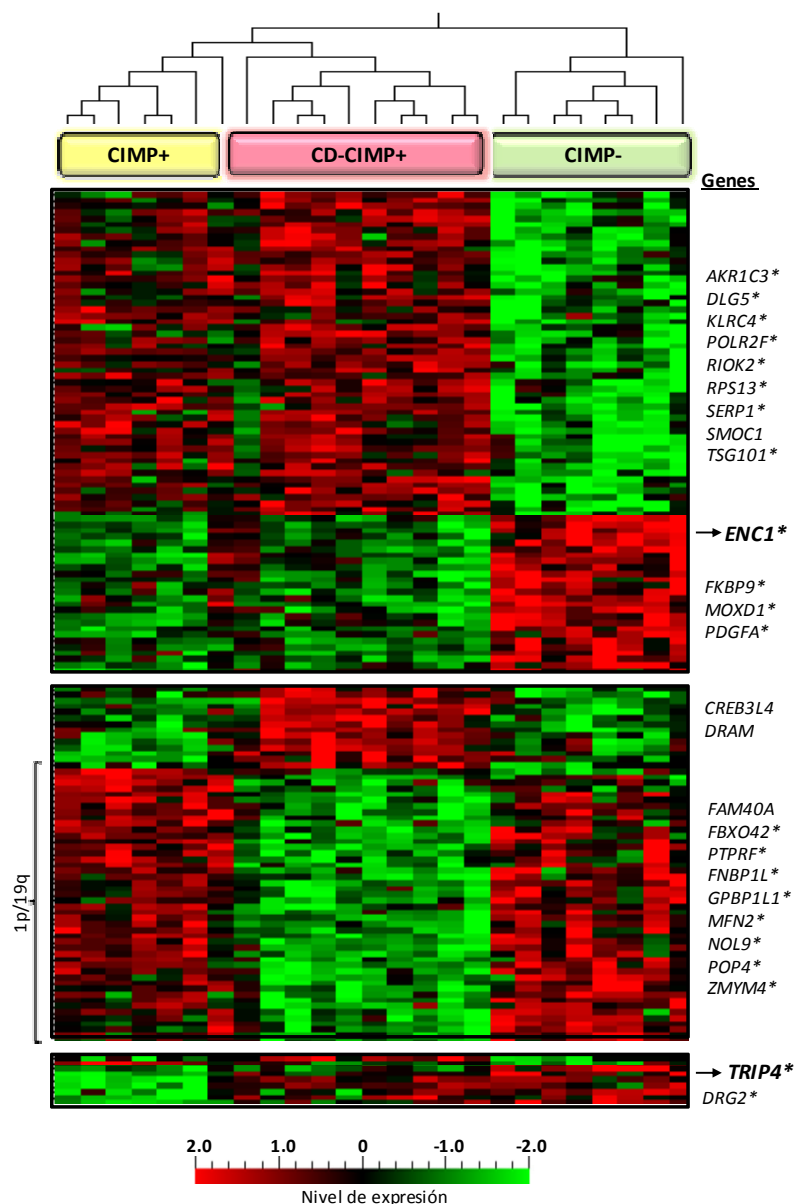 CIMP+
CD-CIMP+
CIMP-
Genes
AKR1C3*
DLG5*
KLRC4*
POLR2F*
RIOK2*
RPS13*
SERP1*
SMOC1
TSG101*
→ ENC1*
FKBP9*
MOXD1*
PDGFA*
CREB3L4
DRAM
1p/19q
FAM40A
FBXO42*
PTPRF*
FNBP1L*
GPBP1L1*
MFN2*
NOL9*
POP4*
ZMYM4*
→ TRIP4*
DRG2*
2.0 1.0 0 -1.0 -2.0
Nivel de expresión